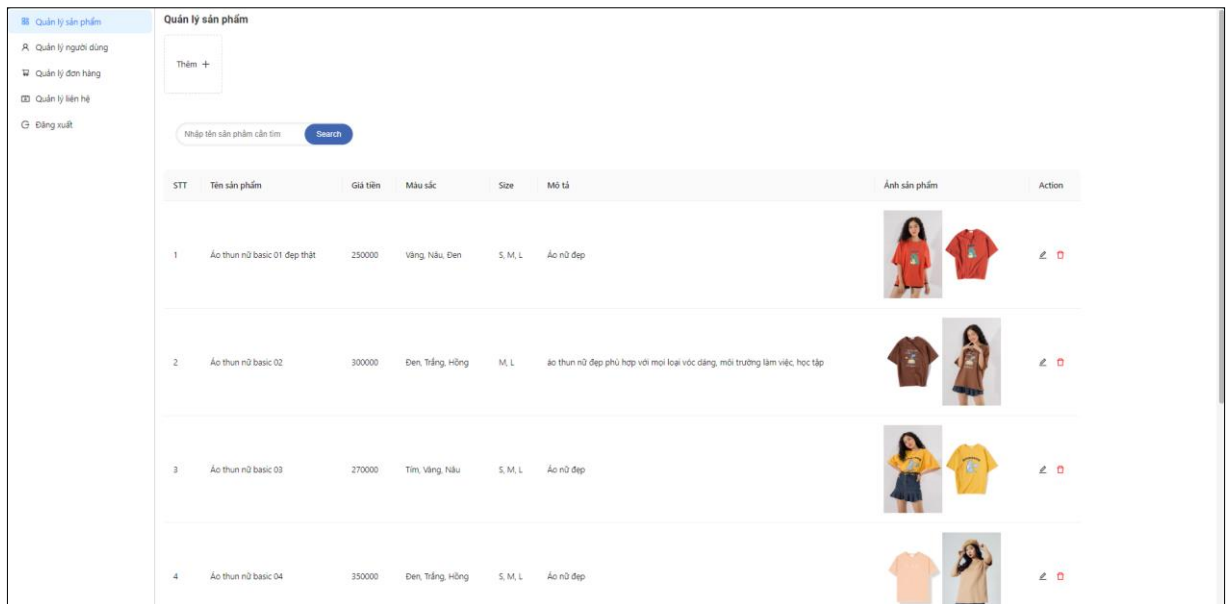 Quản lý sản phẩm
Quản lý người dùng
Quản lý đơn hàng
Quản lý liên hệ
Đăng xuất
Quản lý sản phẩm
Thêm +
Nhập tên sản phẩm cần tìm Search
STT Tên sản phẩm Giá tiền Màu sắc Size Mô tả Ảnh sản phẩm Action
1 Áo thun nữ basic 01 đẹp thật 250000 Vàng, Nâu, Đen S, M, L Áo nữ đẹp
2 Áo thun nữ basic 02 300000 Đen, Trắng, Hồng M, L áo thun nữ đẹp phù hợp với mọi loại vóc dáng, môi trường làm việc, học tập
3 Áo thun nữ basic 03 270000 Tím, Vàng, Nâu S, M, L Áo nữ đẹp
4 Áo thun nữ basic 04 350000 Đen, Trắng, Hồng S, M, L Áo nữ đẹp